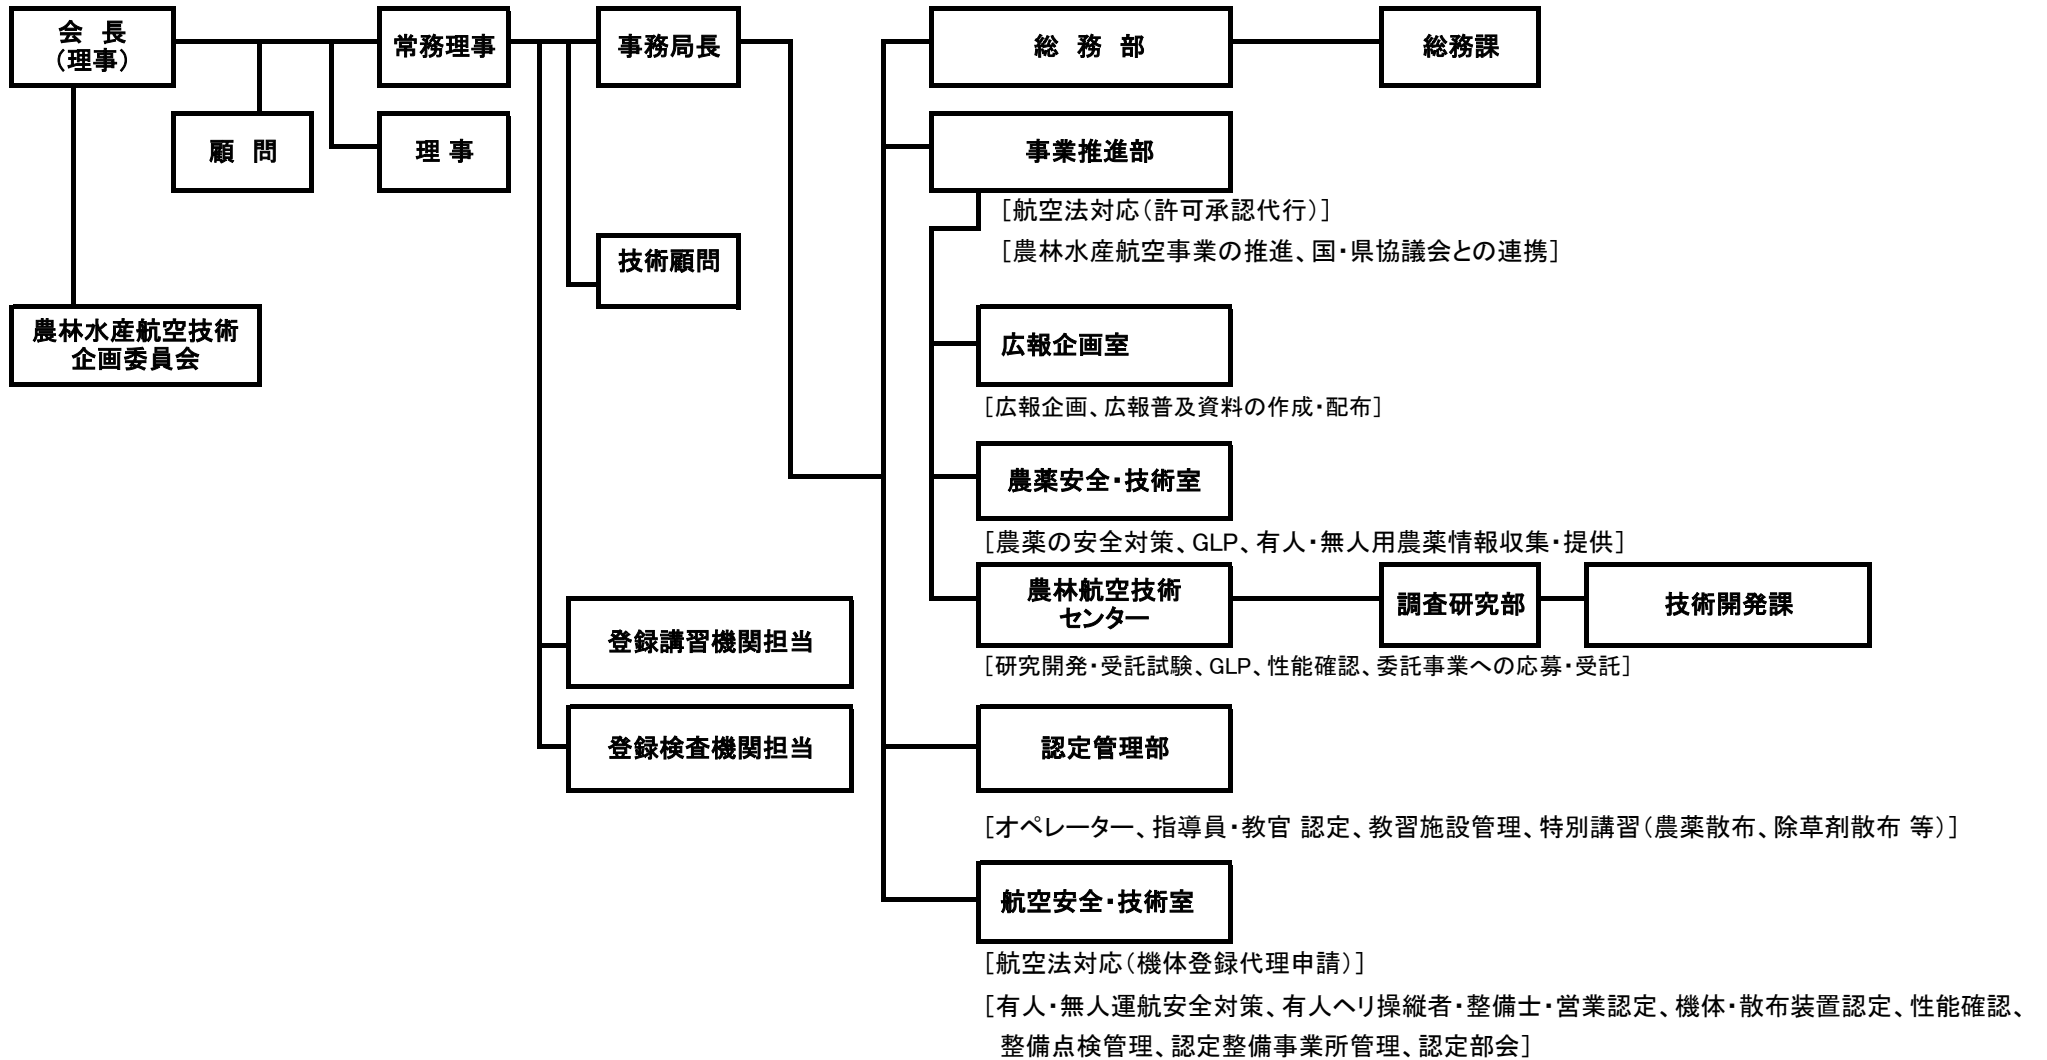 会 長
（理事）
常務理事
事務局長
総 務 部
総務課
顧 問
理 事
事業推進部
［航空法対応（許可承認代行）］
［農林水産航空事業の推進、国・県協議会との連携］
技術顧問
農林水産航空技術
企画委員会
広報企画室
［広報企画、広報普及資料の作成・配布］
農薬安全・技術室
［農薬の安全対策、GLP、有人・無人用農薬情報収集・提供］
農林航空技術
センター
調査研究部
技術開発課
［研究開発・受託試験、GLP、性能確認、委託事業への応募・受託］
登録講習機関担当
登録検査機関担当
認定管理部
［オペレーター、指導員・教官 認定、教習施設管理、特別講習（農薬散布、除草剤散布 等）］
航空安全・技術室
［航空法対応（機体登録代理申請）］
［有人・無人運航安全対策、有人ヘリ操縦者・整備士・営業認定、機体・散布装置認定、性能確認、
整備点検管理、認定整備事業所管理、認定部会］